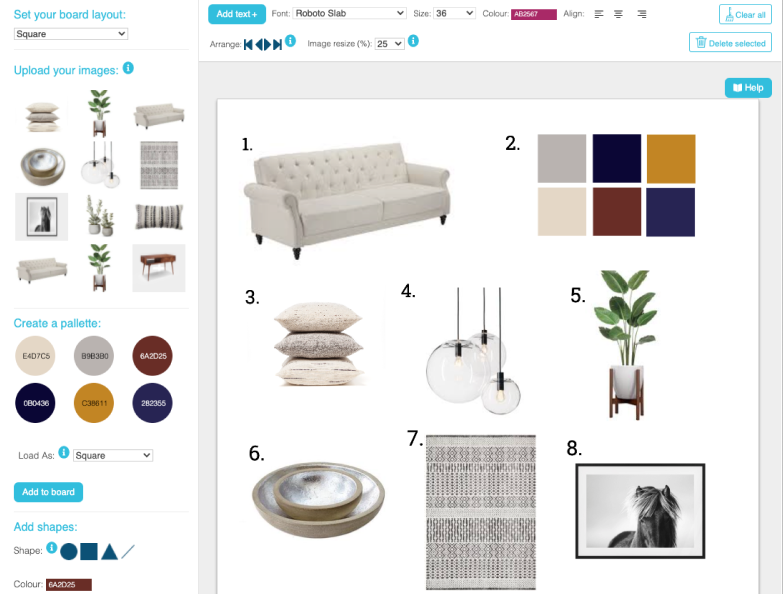 Set your board layout:
Square
Upload your images:
Create a pallette:
E4D7C5
B9B3B0
6A2D25
0B0436
C38611
282355
Load As:
Square
Add to board
Add shapes:
Shape:
Colour: 6A2D25
Add text + Font: Roboto Slab Size: 36 Colour: AB2567 Align:
Clear all
Arrange: Image resize (%): 25
Delete selected
Help
1.
2.
3.
4.
5.
6.
7.
8.